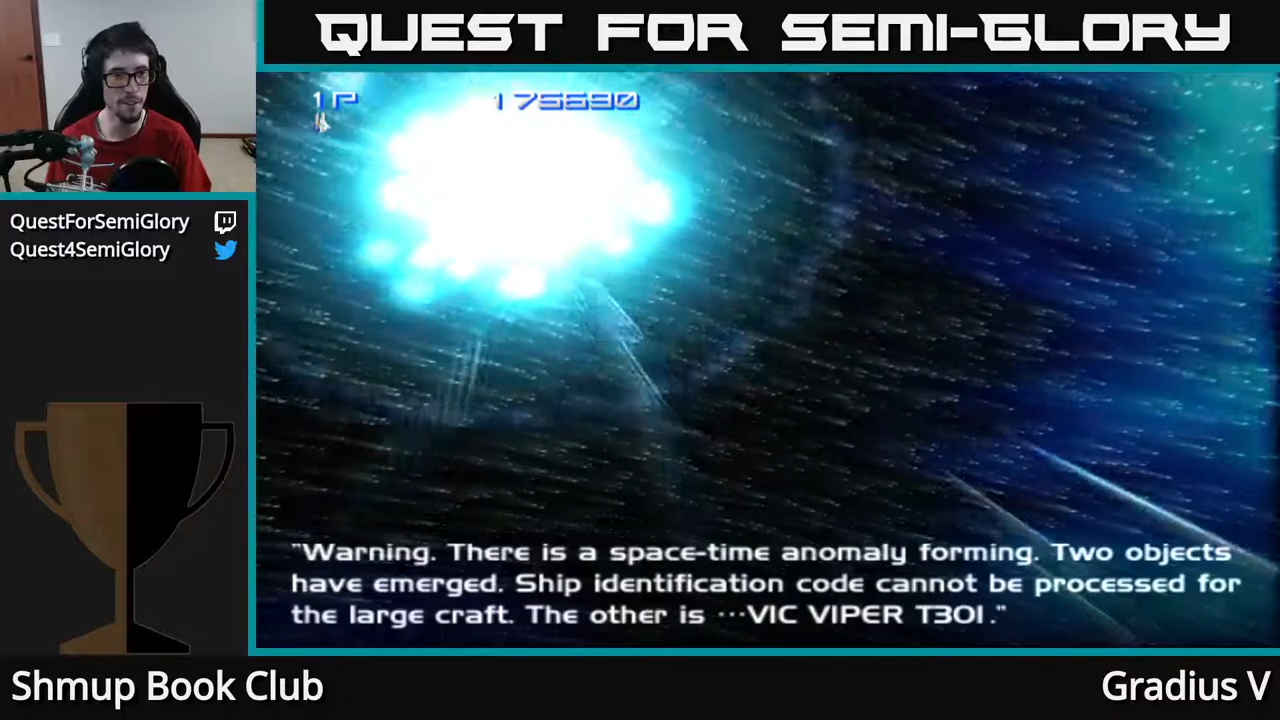 QUEST FOR SEMI-GLORY
1P
175690
QuestForSemiGlory
Quest4SemiGlory
"Warning. There is a space-time anomaly forming. Two objects
have emerged. Ship identification code cannot be processed for
the large craft. The other is …VIC VIPER T301."
Shmup Book Club
Gradius V